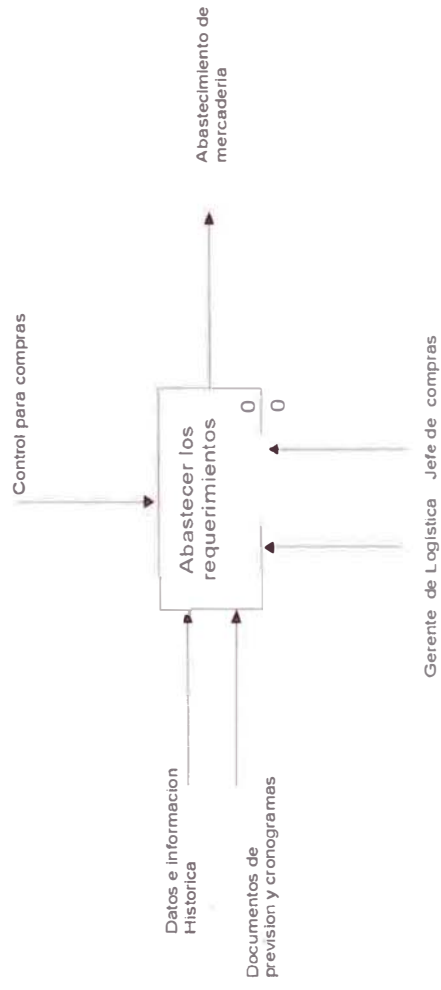 Control para compras
Datos e informacion
Historica
Documentos de
prevision y cronogramas
Abastecer los
requerimientos
0
0
Abastecimiento de
mercaderia
Gerente de Logística Jefe de compras